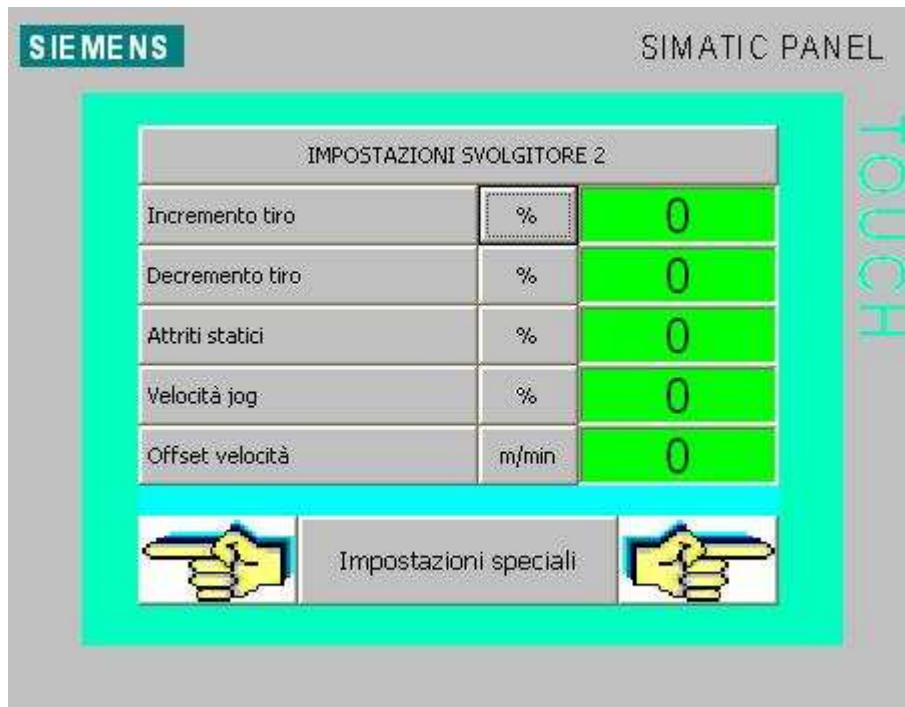 SIEMENS
SIMATIC PANEL
TOUCH
IMPOSTAZIONI SVOLGITORE 2
Incremento tiro % 0
Decremento tiro % 0
Attriti statici % 0
Velocità jog % 0
Offset velocità m/min 0
Impostazioni speciali